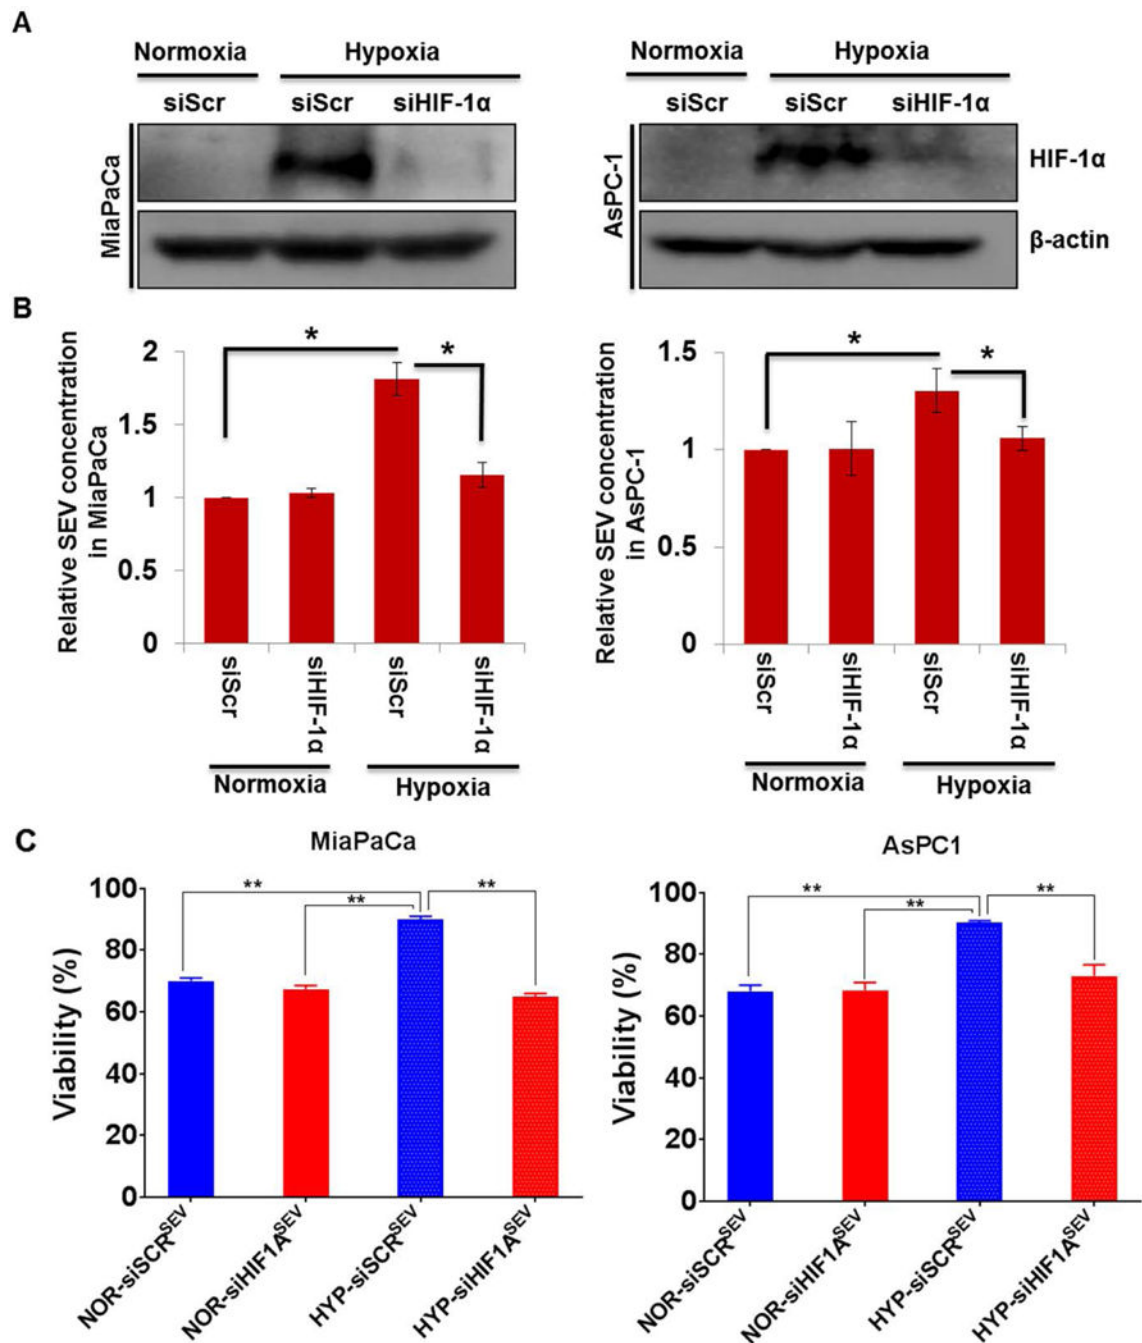 A
Normoxia Hypoxia
siScr siScr siHIF-1α
MiaPaCa
Normoxia Hypoxia
siScr siScr siHIF-1α
AsPC-1
HIF-1α
β-actin
B
Relative SEV concentration
in MiaPaCa
2
1.5
1
0.5
0
* *
siScr siHIF-1α siScr siHIF-1α
Normoxia Hypoxia
Relative SEV concentration
in AsPC-1
1.5
1
0.5
0
* *
siScr siHIF-1α siScr siHIF-1α
Normoxia Hypoxia
C
MiaPaCa
Viability (%)
100
80
60
40
20
0
** ** **
NOR-siSCR^SEV
NOR-siHIF1A^SEV
HYP-siSCR^SEV
HYP-siHIF1A^SEV
AsPC1
Viability (%)
100
80
60
40
20
0
** ** **
NOR-siSCR^SEV
NOR-siHIF1A^SEV
HYP-siSCR^SEV
HYP-siHIF1A^SEV